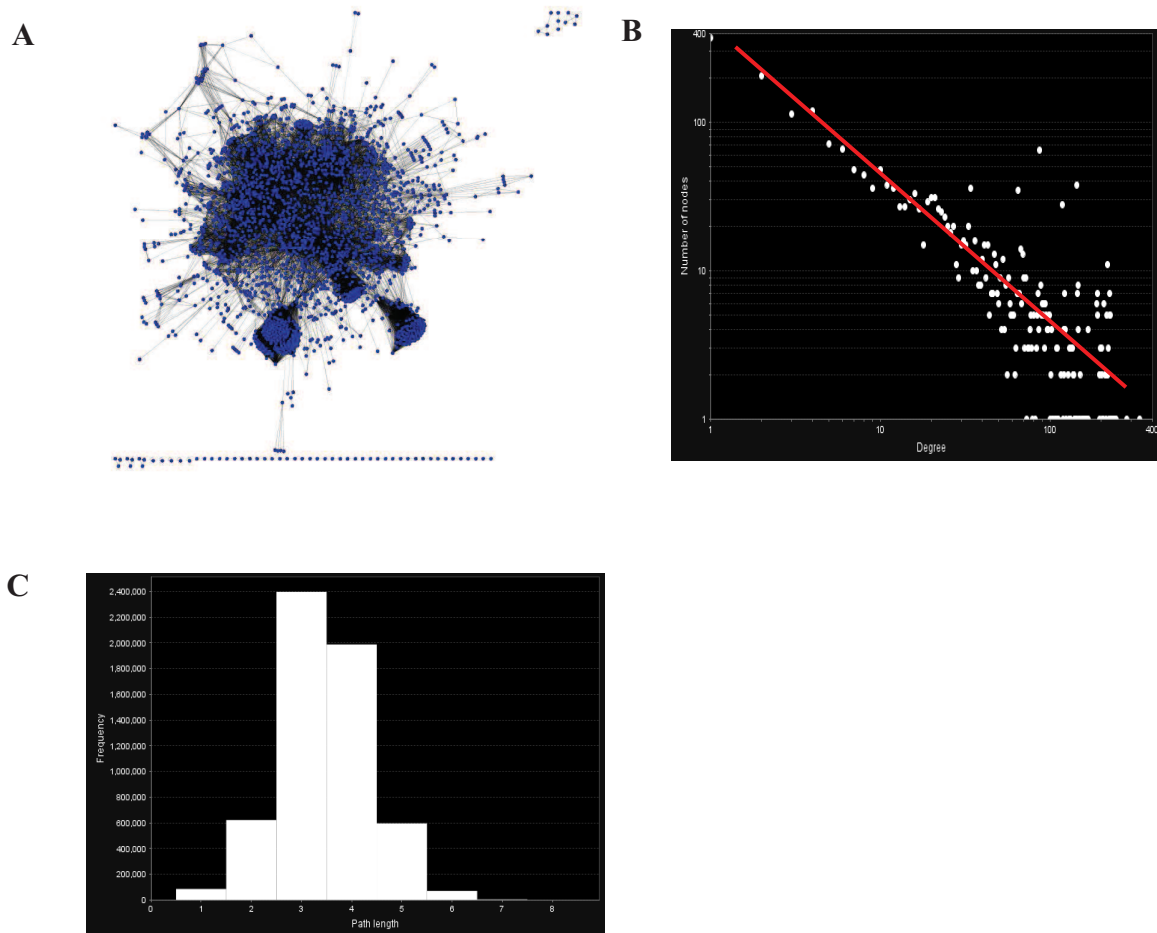 A
B
400
100
10
1
Number of nodes
1
10
100
400
Degree
C
2,400,000
2,200,000
2,000,000
1,800,000
1,600,000
1,400,000
1,200,000
1,000,000
800,000
600,000
400,000
200,000
0
Frequency
0 1 2 3 4 5 6 7 8
Path length